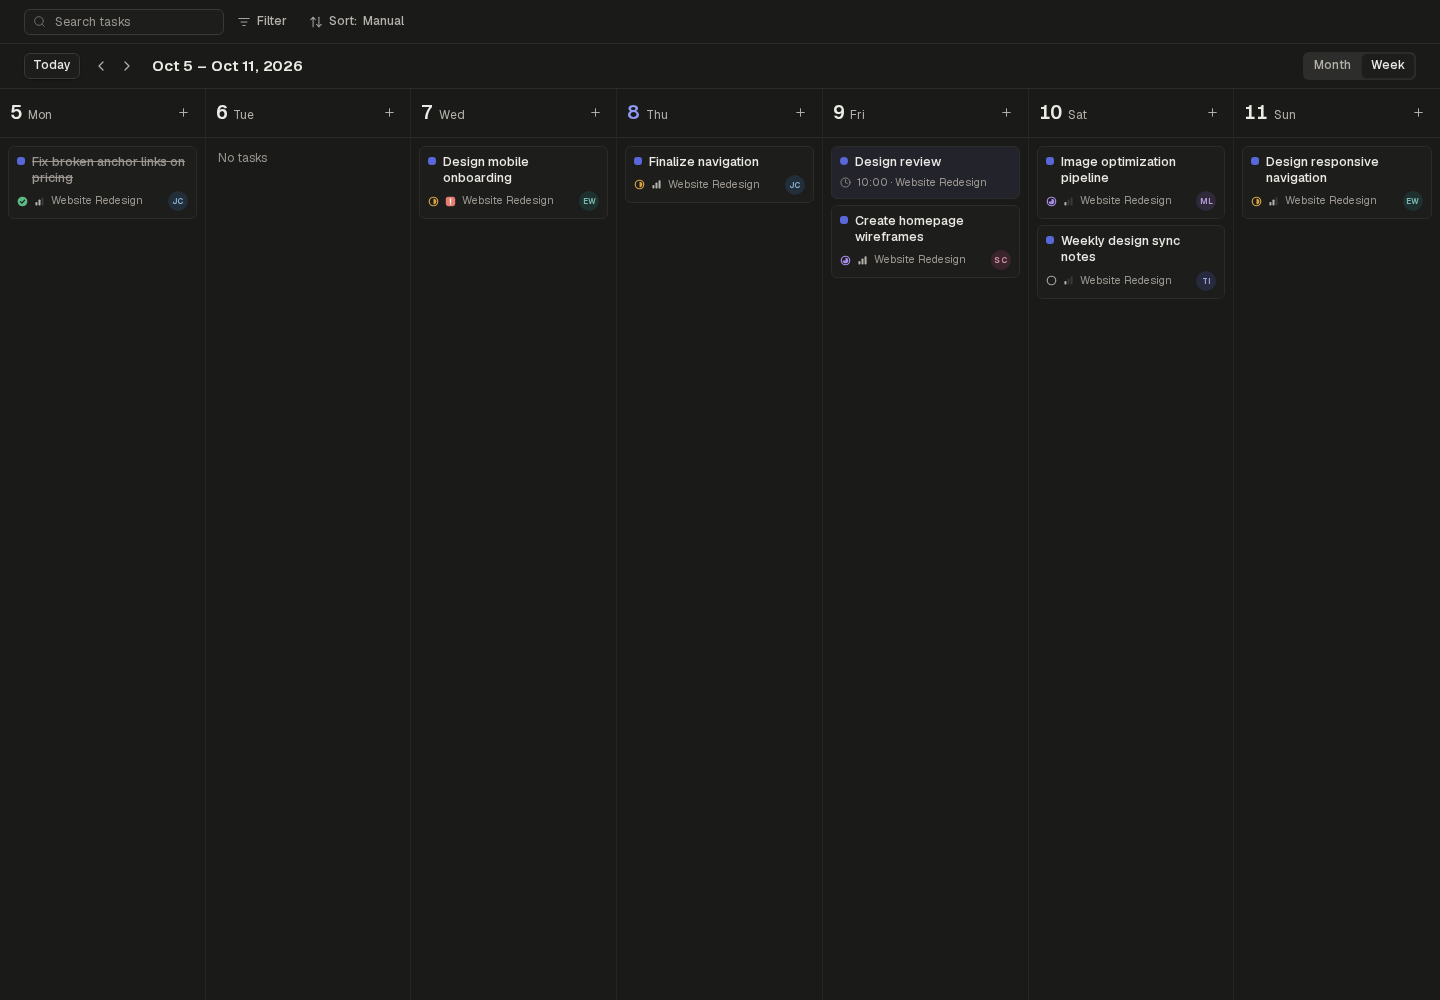 Search tasks
Filter
Sort: Manual
Today
Oct 5 – Oct 11, 2026
Month
Week
5 Mon
6 Tue
7 Wed
8 Thu
9 Fri
10 Sat
11 Sun
Fix broken anchor links on
pricing
Website Redesign
JC
No tasks
Design mobile
onboarding
Website Redesign
EW
Finalize navigation
Website Redesign
JC
Design review
10:00 · Website Redesign
Create homepage
wireframes
Website Redesign
SC
Image optimization
pipeline
Website Redesign
ML
Weekly design sync
notes
Website Redesign
TI
Design responsive
navigation
Website Redesign
EW